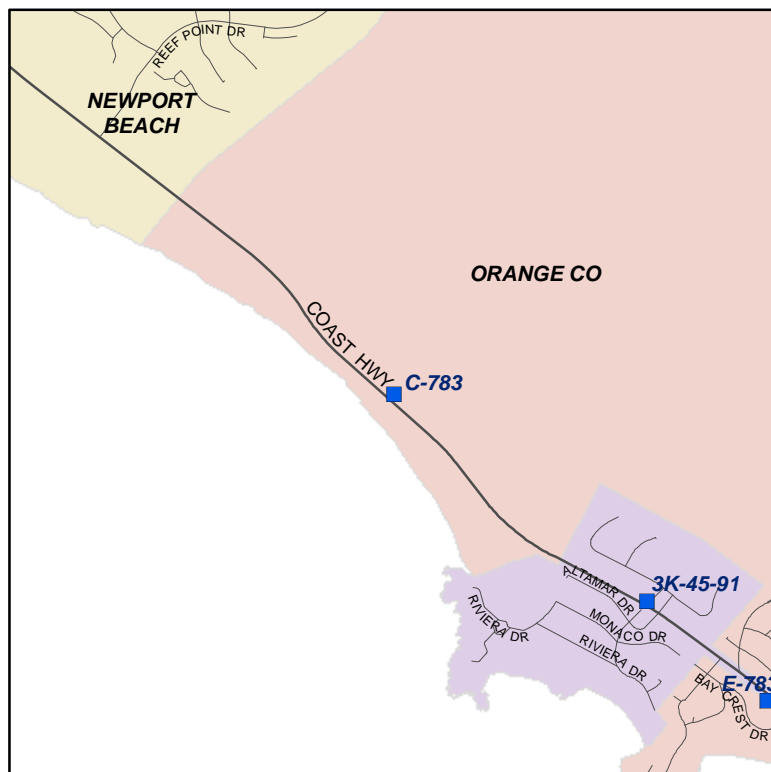 REEF POINT DR
NEWPORT
BEACH
ORANGE CO
COAST HWY
C-783
ALTAMAR DR
3K-45-91
RIVIERA DR
MONACO DR
RIVIERA DR
E-783
BAY CREST DR